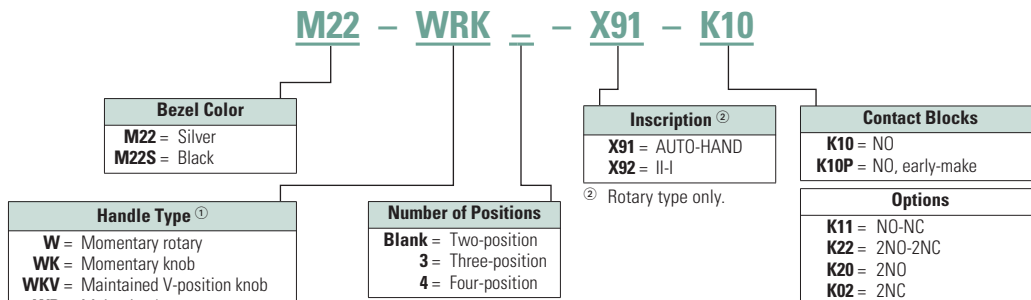 M22 – WRK _ – X91 – K10
Bezel Color
M22 = Silver
M22S = Black
Inscription ②
X91 = AUTO-HAND
X92 = II-I
② Rotary type only.
Contact Blocks
K10 = NO
K10P = NO, early-make
Handle Type ①
W = Momentary rotary
WK = Momentary knob
WKV = Maintained V-position knob
Number of Positions
Blank = Two-position
3 = Three-position
4 = Four-position
Options
K11 = NO-NC
K22 = 2NO-2NC
K20 = 2NO
K02 = 2NC